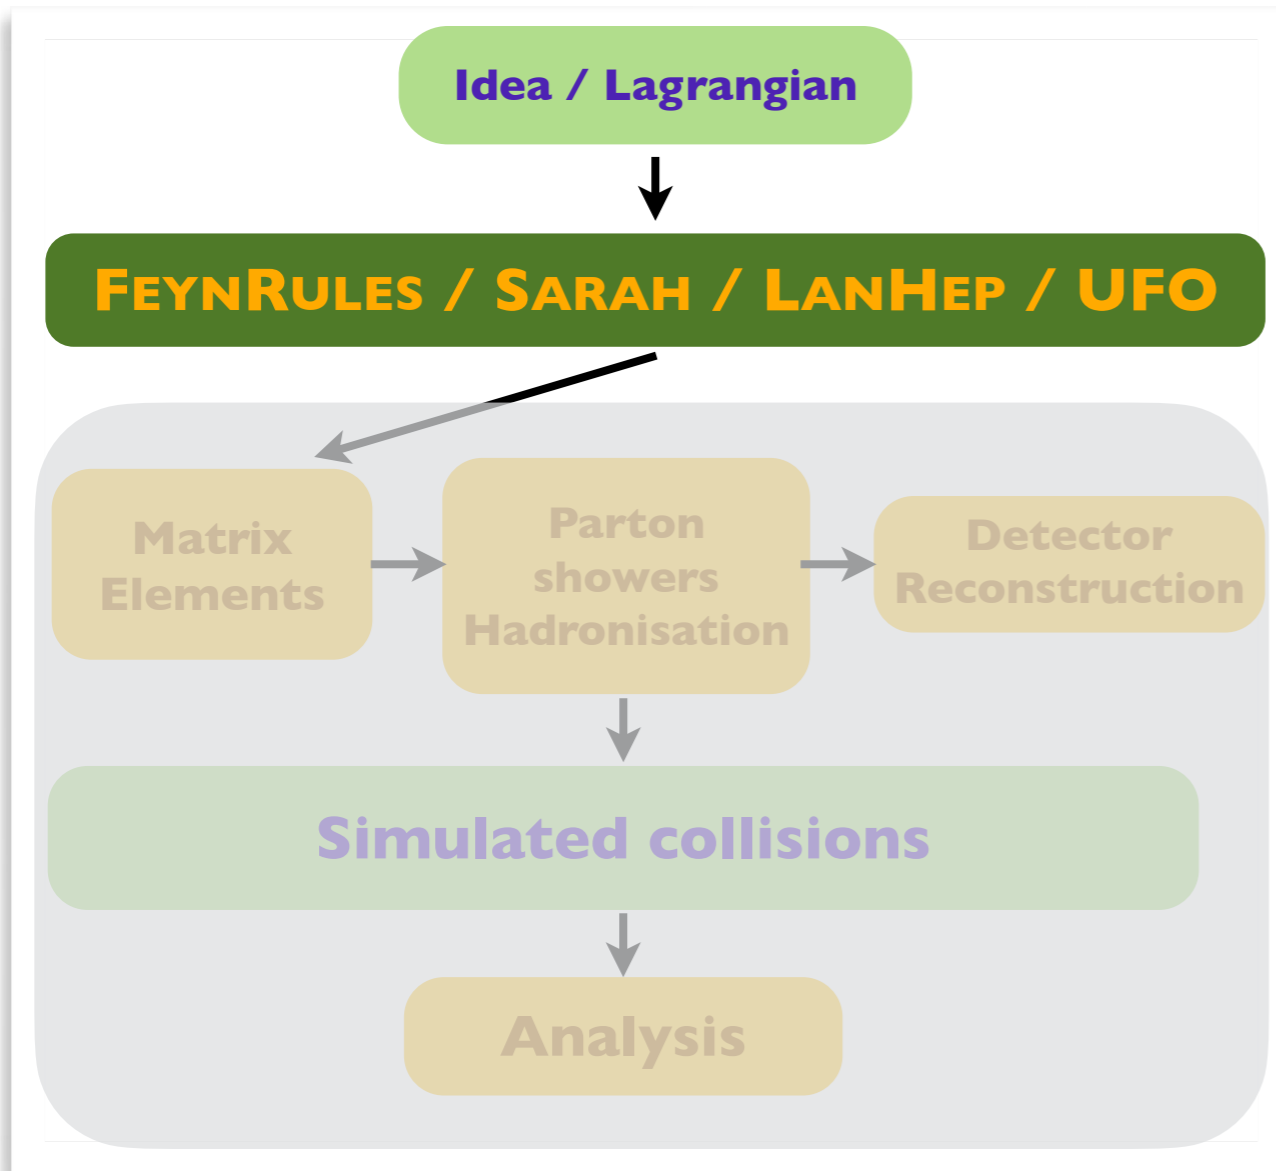 Idea / Lagrangian
FEYNRULES / SARAH / LANHEP / UFO
Matrix
Elements
Parton
showers
Hadronisation
Detector
Reconstruction
Simulated collisions
Analysis